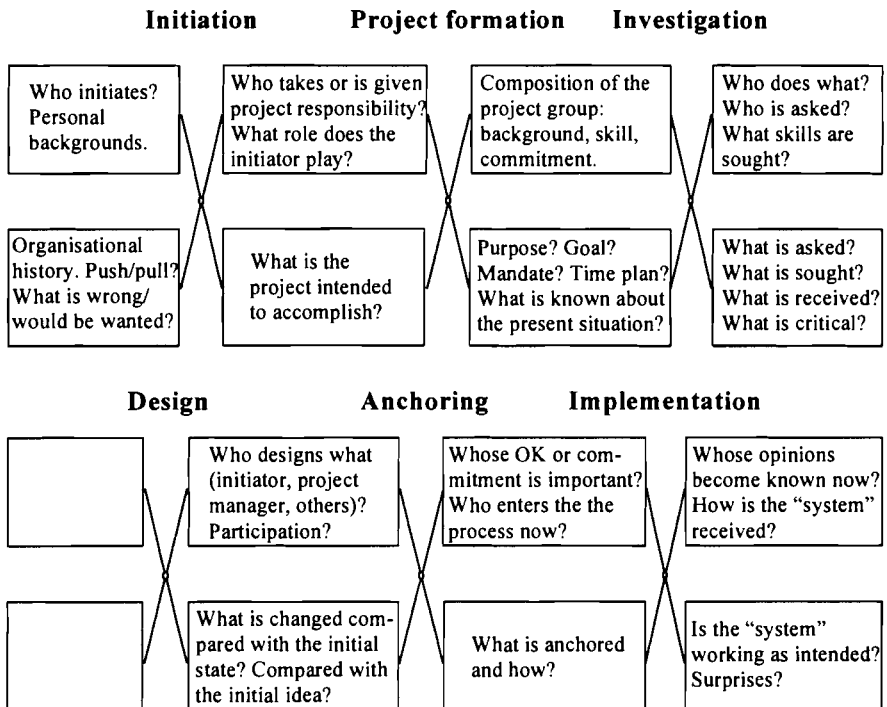 Initiation Project formation Investigation
Who initiates?
Personal
backgrounds.
Who takes or is given
project responsibility?
What role does the
initiator play?
Composition of the
project group:
background, skill,
commitment.
Who does what?
Who is asked?
What skills are
sought?
Organisational
history. Push/pull?
What is wrong/
would be wanted?
What is the
project intended
to accomplish?
Purpose? Goal?
Mandate? Time plan?
What is known about
the present situation?
What is asked?
What is sought?
What is received?
What is critical?
Design Anchoring Implementation
Who designs what
(initiator, project
manager, others)?
Participation?
Whose OK or com-
mitment is important?
Who enters the the
process now?
Whose opinions
become known now?
How is the “system”
received?
What is changed com-
pared with the initial
state? Compared with
the initial idea?
What is anchored
and how?
Is the “system”
working as intended?
Surprises?